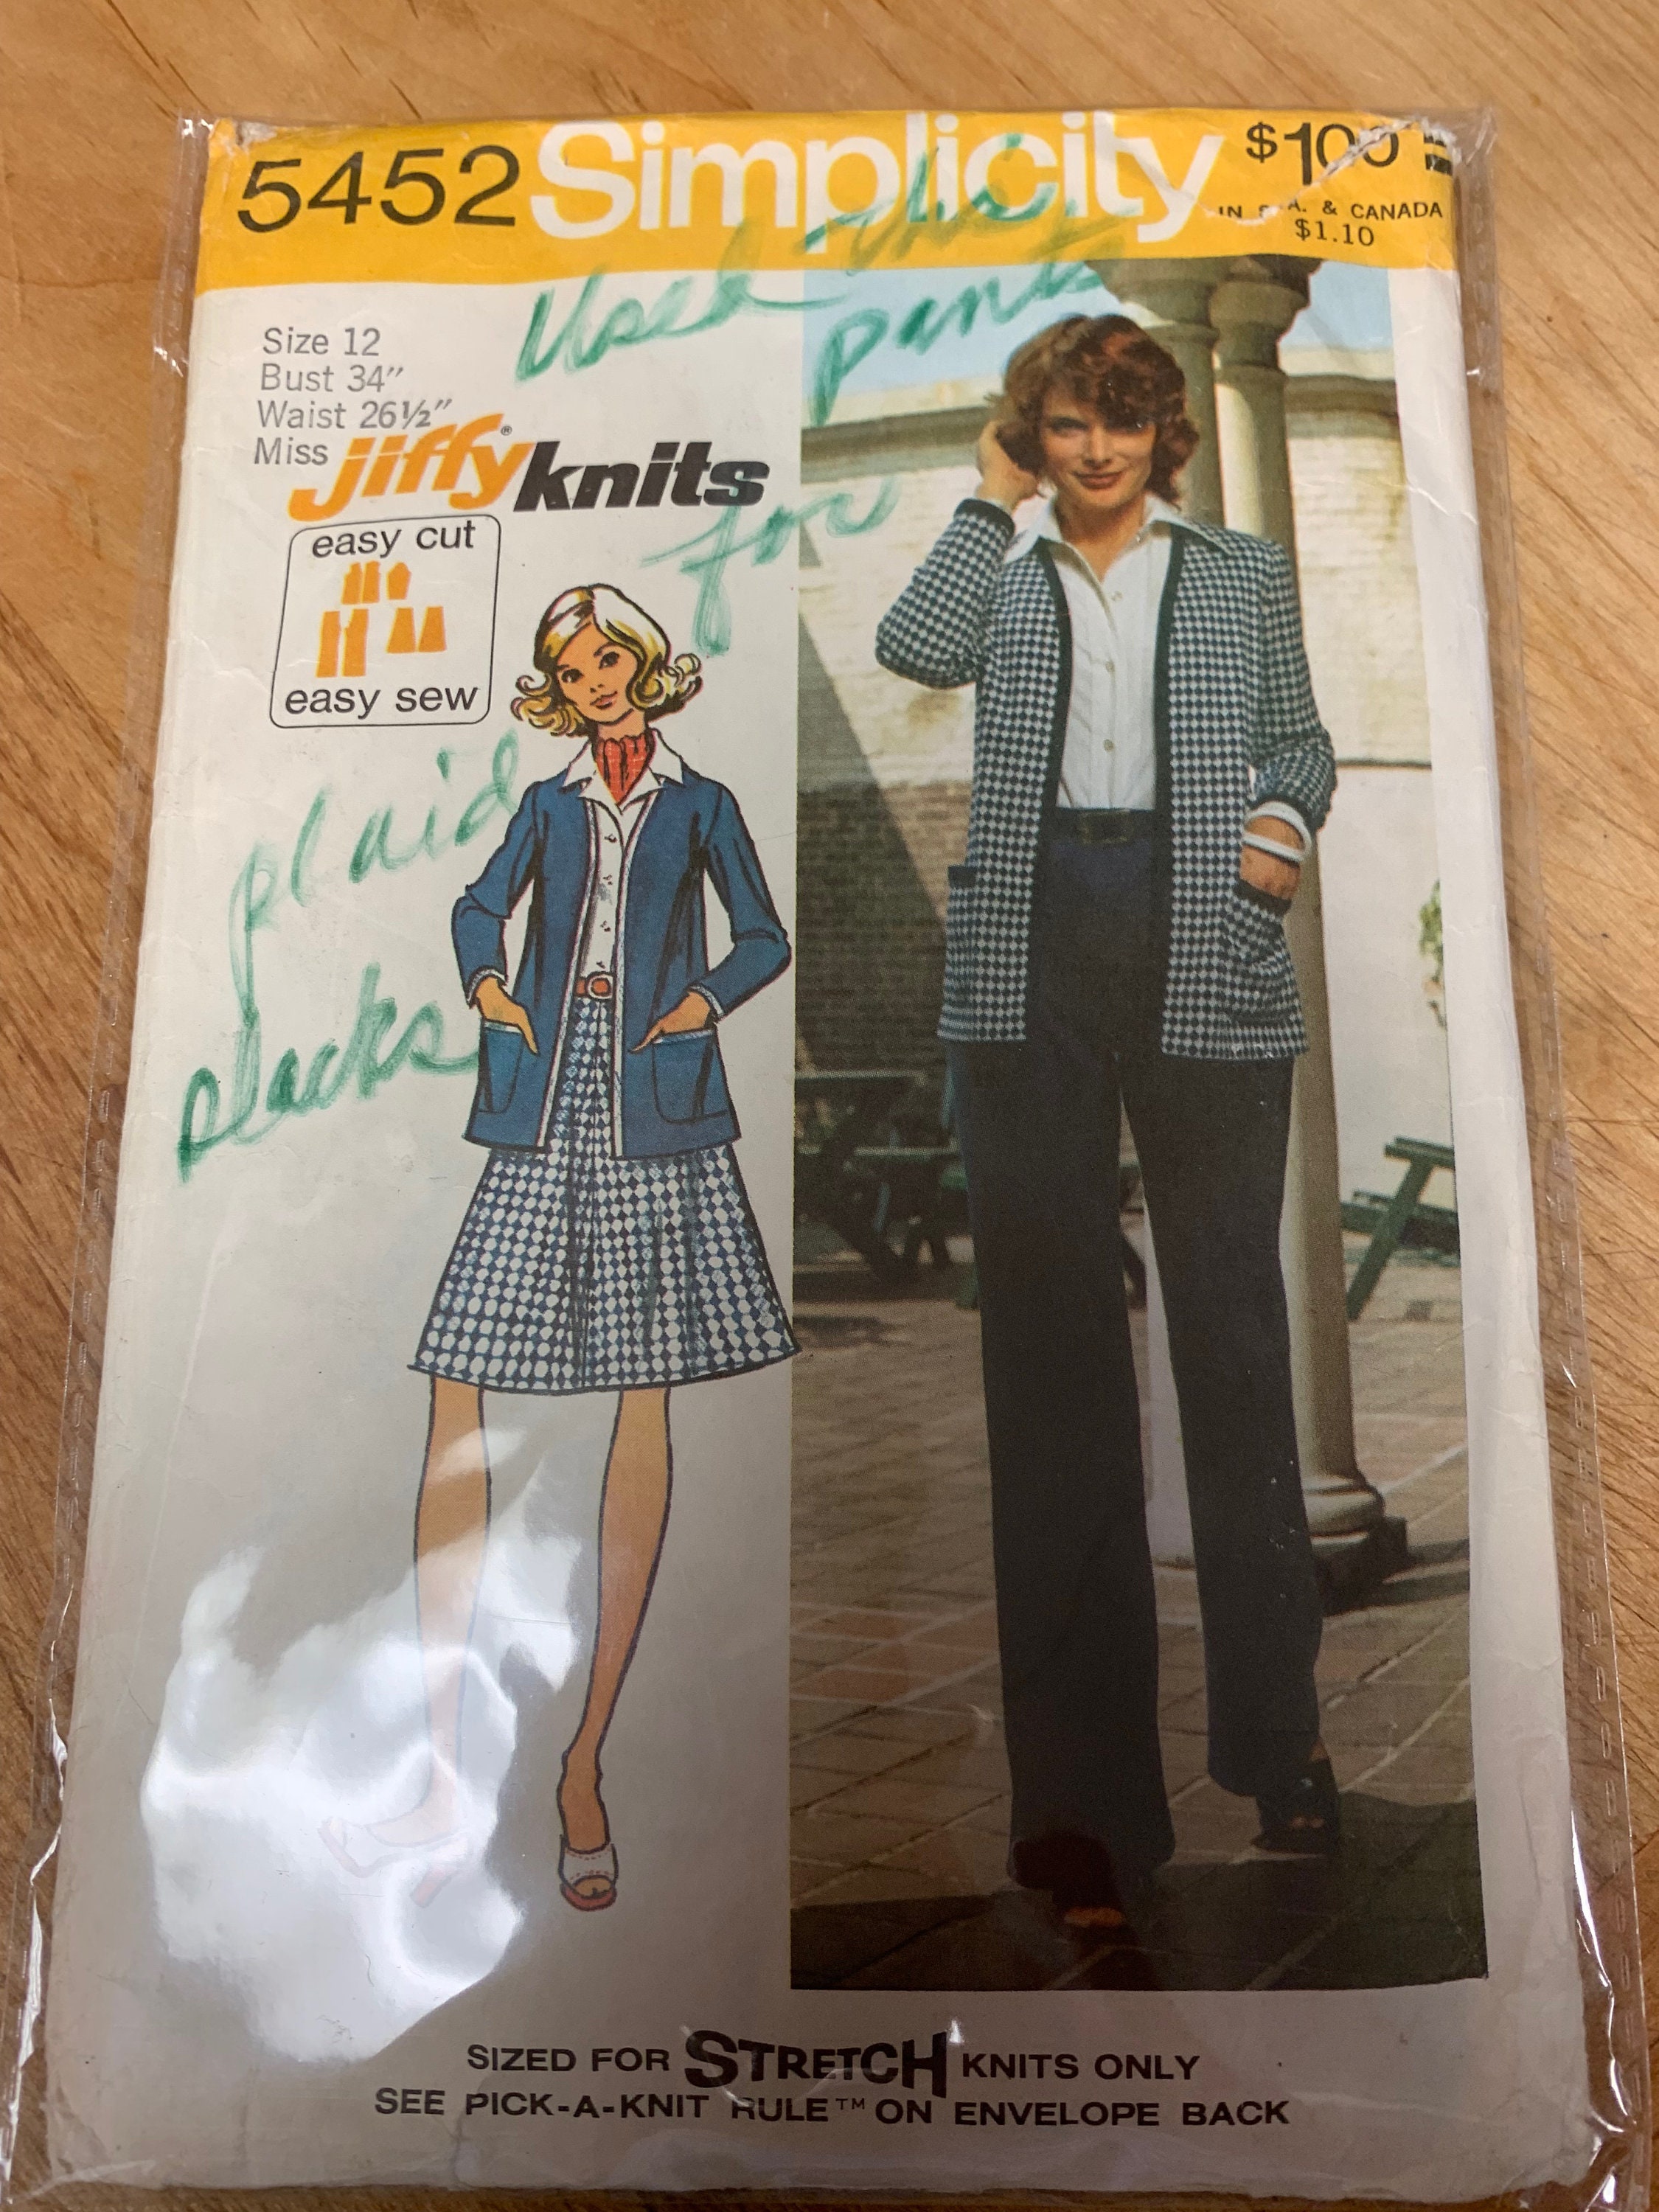 5452 Simplicity $1.00
IN S. A. & CANADA
$1.10
Used this
pants
for
plaid
slacks
Size 12
Bust 34"
Waist 26½"
Miss
jiffy® knits
easy cut
easy sew
SIZED FOR STRETCH KNITS ONLY
SEE PICK-A-KNIT RULE™ ON ENVELOPE BACK